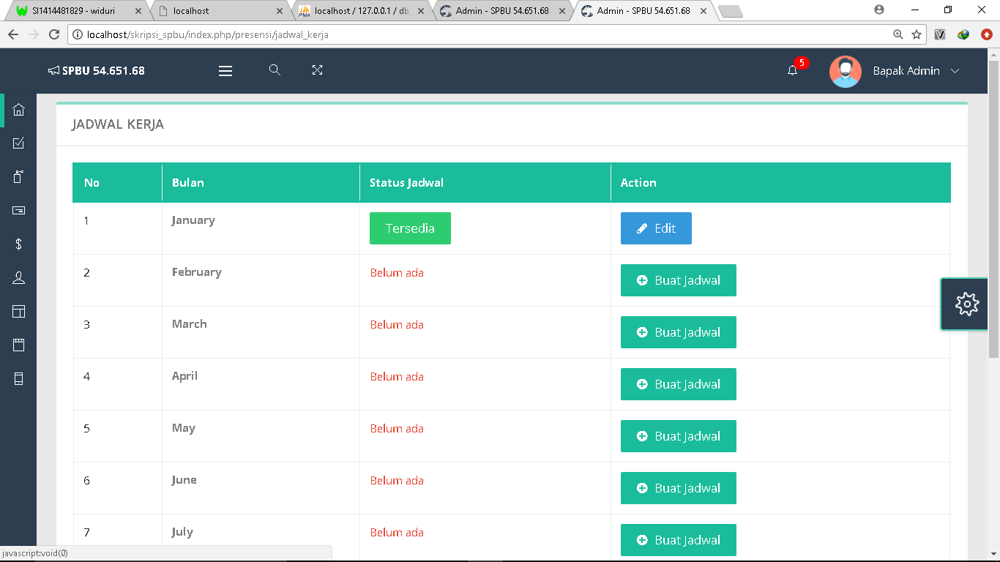 SI1414481829 - widuri
localhost
localhost / 127.0.0.1 / db_
Admin - SPBU 54.651.68
Admin - SPBU 54.651.68
localhost/skripsi_spbu/index.php/presensi/jadwal_kerja
SPBU 54.651.68
5
Bapak Admin
JADWAL KERJA
No Bulan Status Jadwal Action
1 January Tersedia Edit
2 February Belum ada Buat Jadwal
3 March Belum ada Buat Jadwal
4 April Belum ada Buat Jadwal
5 May Belum ada Buat Jadwal
6 June Belum ada Buat Jadwal
7 July Belum ada Buat Jadwal
javascript:void(0)